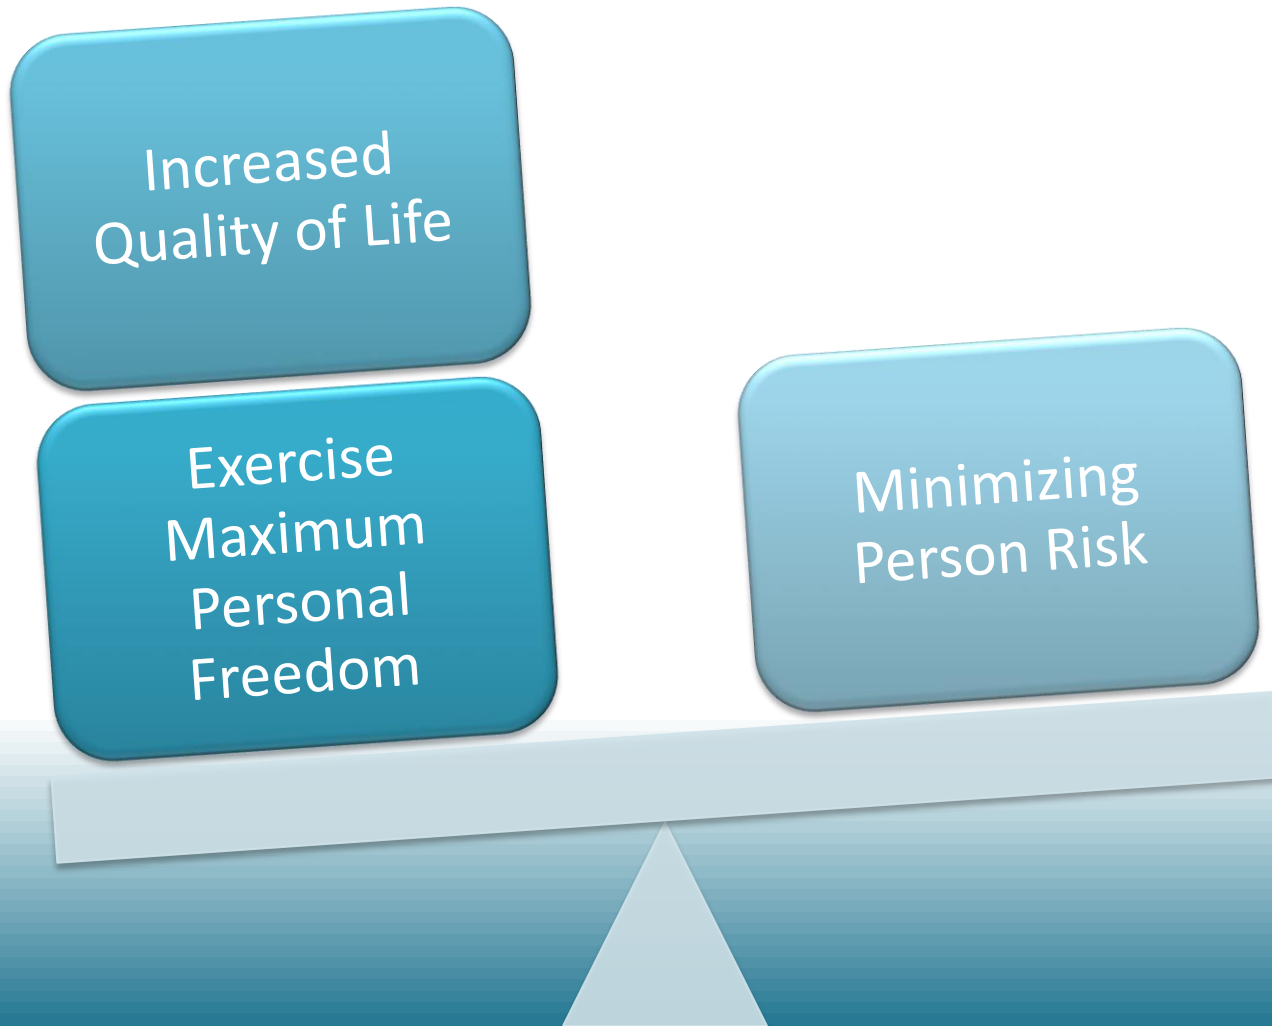 Increased
Quality of Life
Exercise
Maximum
Personal
Freedom
Minimizing
Person Risk